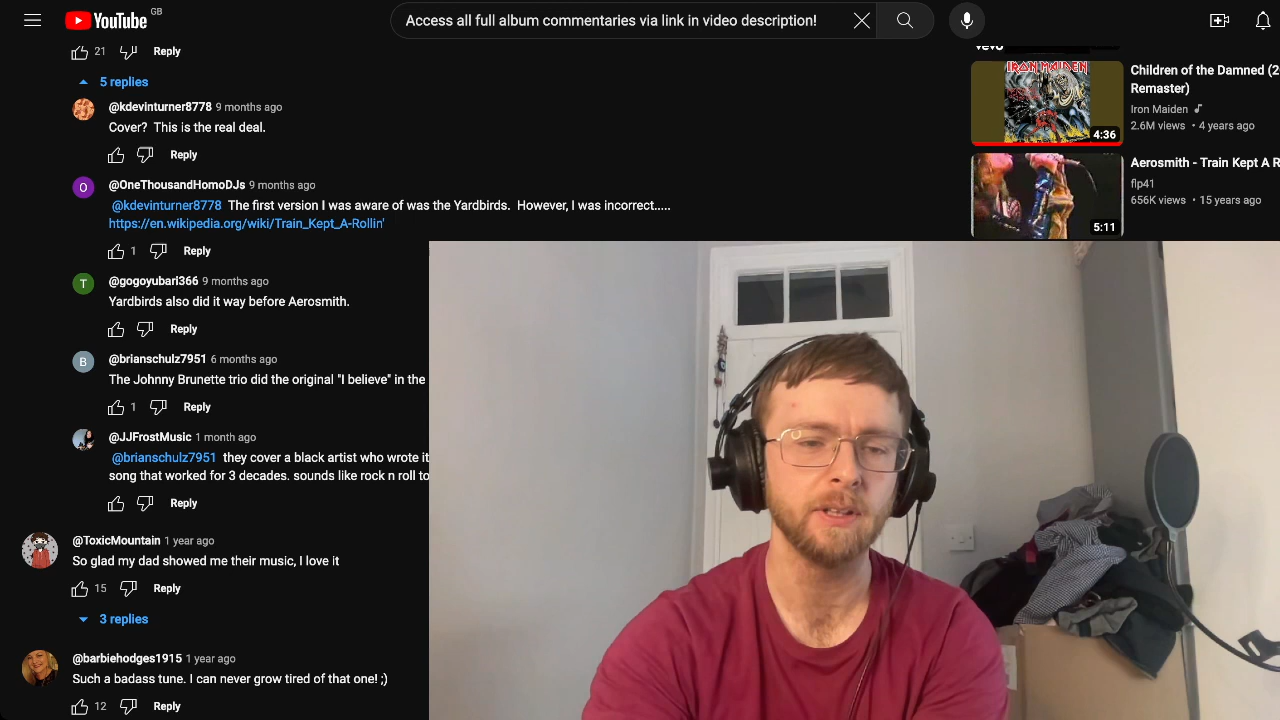 YouTube GB
Access all full album commentaries via link in video description!
21 Reply
5 replies
@kdevinturner8778 9 months ago
Cover? This is the real deal.
Reply
O
@OneThousandHomoDJs 9 months ago
@kdevinturner8778 The first version I was aware of was the Yardbirds. However, I was incorrect.....
https://en.wikipedia.org/wiki/Train_Kept_A-Rollin'
1 Reply
T
@gogoyubari366 9 months ago
Yardbirds also did it way before Aerosmith.
Reply
B
@brianschulz7951 6 months ago
The Johnny Brunette trio did the original "I believe" in the
1 Reply
@JJFrostMusic 1 month ago
@brianschulz7951 they cover a black artist who wrote it
song that worked for 3 decades. sounds like rock n roll to
Reply
@ToxicMountain 1 year ago
So glad my dad showed me their music, I love it
15 Reply
3 replies
@barbiehodges1915 1 year ago
Such a badass tune. I can never grow tired of that one! ;)
12 Reply
vevo
IRON MAIDEN
4:36
Children of the Damned (2
Remaster)
Iron Maiden
2.6M views • 4 years ago
5:11
Aerosmith - Train Kept A R
flp41
656K views • 15 years ago